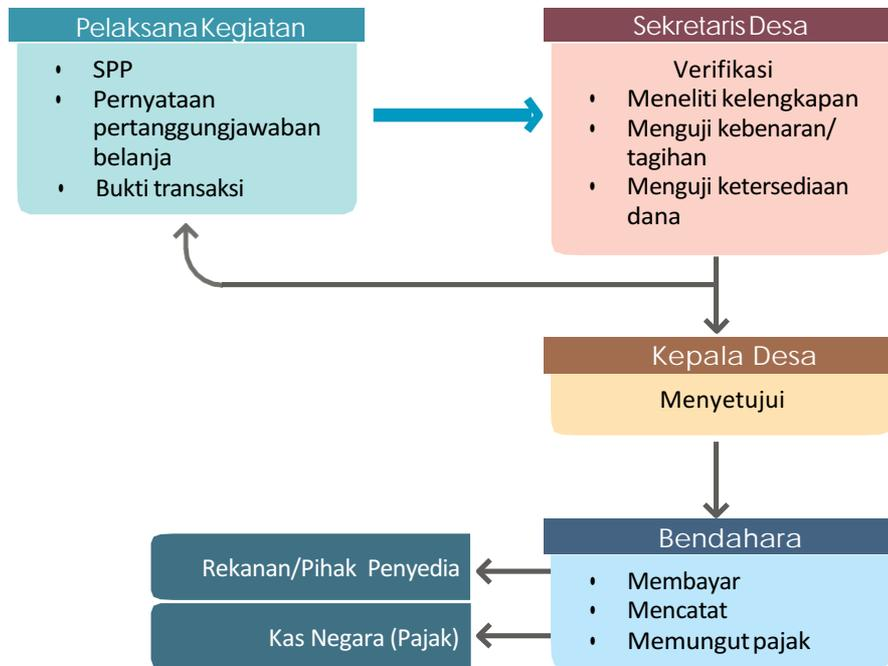 Pelaksana Kegiatan
• SPP
• Pernyataan
pertanggungjawaban
belanja
• Bukti transaksi
Sekretaris Desa
Verifikasi
• Meneliti kelengkapan
• Menguji kebenaran/
tagihan
• Menguji ketersediaan
dana
Kepala Desa
Menyetujui
Bendahara
• Membayar
• Mencatat
• Memungut pajak
Rekanan/Pihak Penyedia
Kas Negara (Pajak)